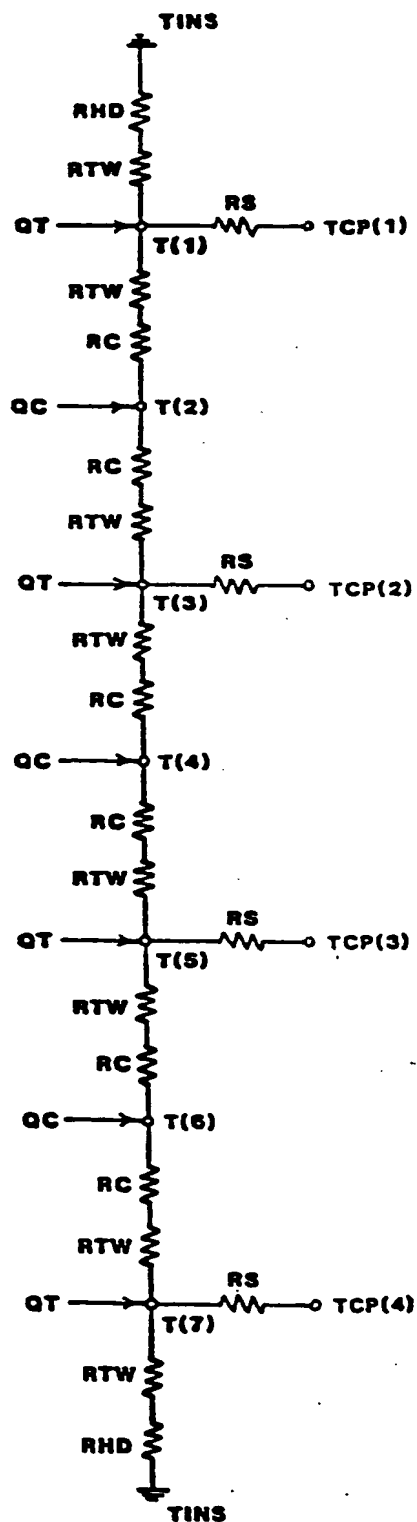 TINS
RHD
RTW
RS
QT
TCP(1)
T(1)
RTW
RC
QC
T(2)
RC
RTW
RS
QT
TCP(2)
T(3)
RTW
RC
QC
T(4)
RC
RTW
RS
QT
TCP(3)
T(5)
RTW
RC
QC
T(6)
RC
RTW
RS
QT
TCP(4)
T(7)
RTW
RHD
TINS